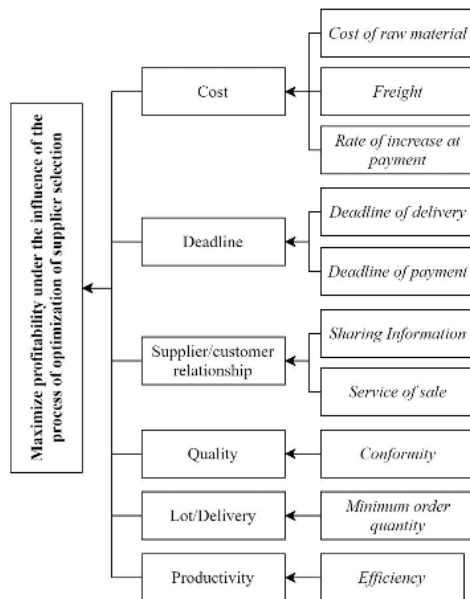 Maximize profitability under the influence of the
process of optimization of supplier selection
Cost
Cost of raw material
Freight
Rate of increase at
payment
Deadline
Deadline of delivery
Deadline of payment
Supplier/customer
relationship
Sharing Information
Service of sale
Quality
Conformity
Lot/Delivery
Minimum order
quantity
Productivity
Efficiency